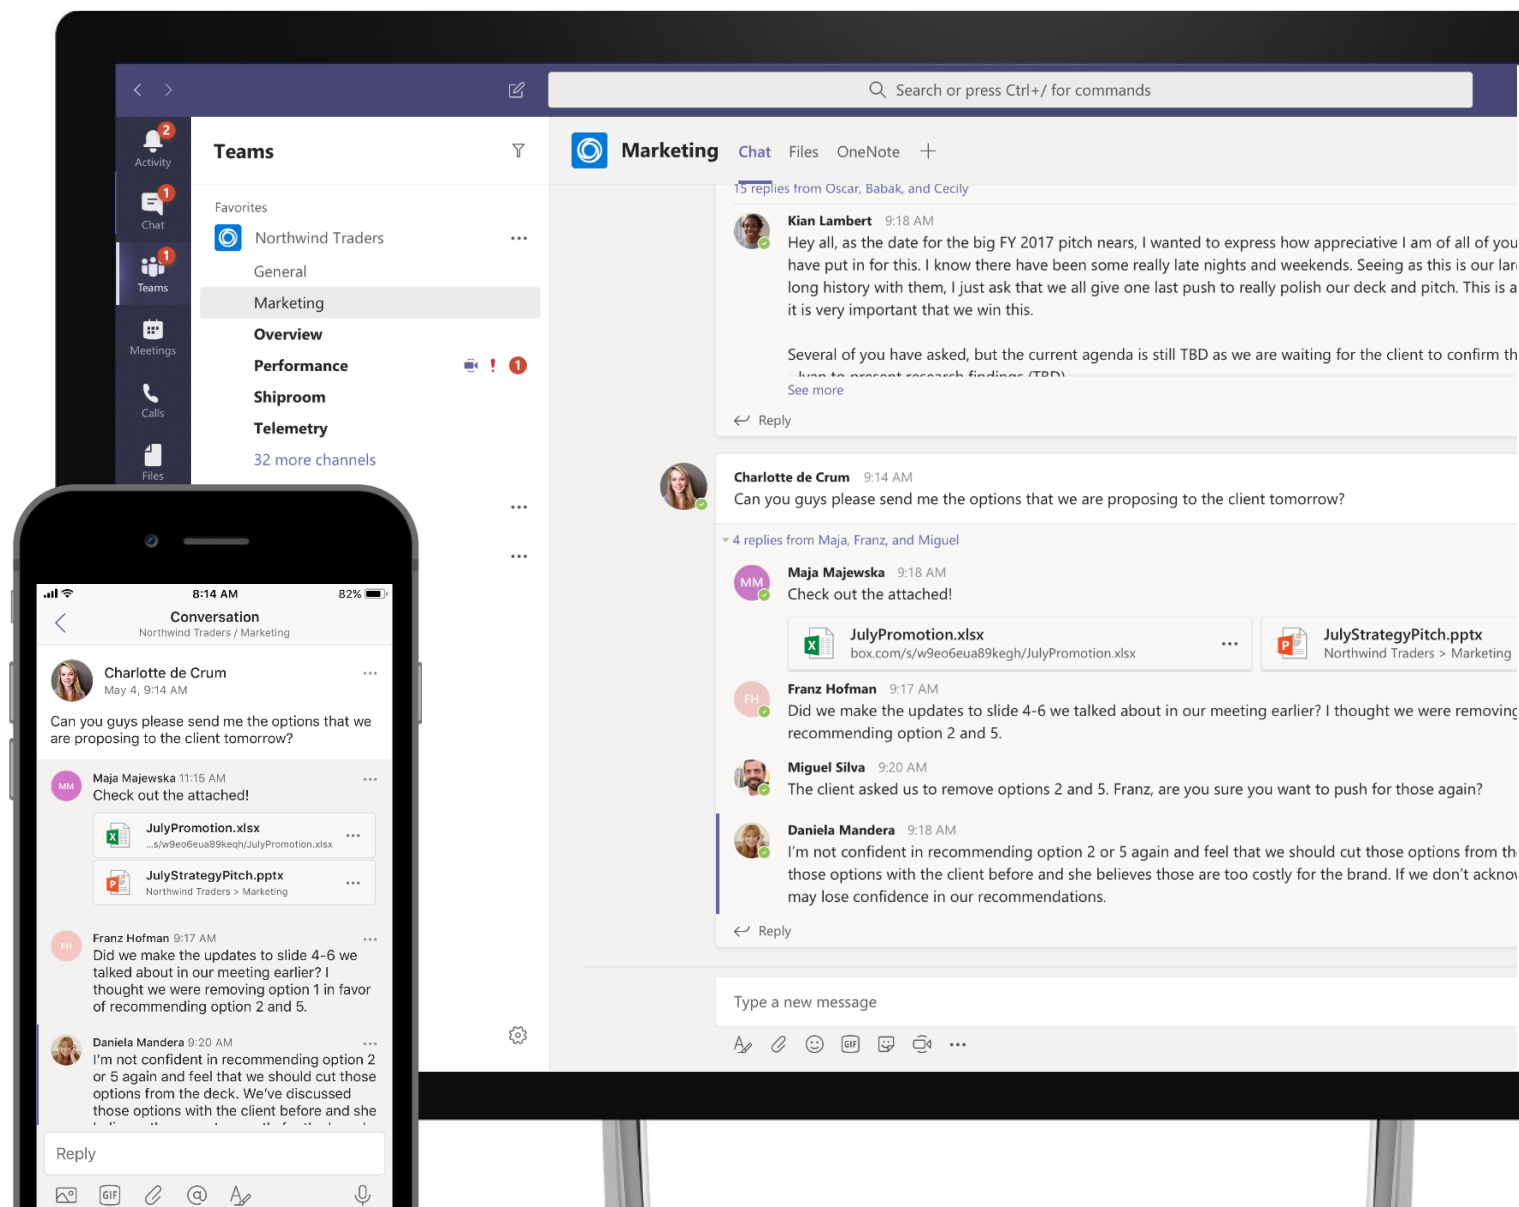 Search or press Ctrl+/ for commands
2
Activity
1
Chat
1
Teams
Meetings
Calls
Files
Teams
Favorites
Northwind Traders
General
Marketing
Overview
Performance
! 1
Shiproom
Telemetry
32 more channels
Marketing Chat Files OneNote
15 replies from Oscar, Babak, and Cecily
Kian Lambert 9:18 AM
Hey all, as the date for the big FY 2017 pitch nears, I wanted to express how appreciative I am of all of you
have put in for this. I know there have been some really late nights and weekends. Seeing as this is our
long history with them, I just ask that we all give one last push to really polish our deck and pitch. This is
it is very important that we win this.
Several of you have asked, but the current agenda is still TBD as we are waiting for the client to confirm
to present research findings (TBD)
See more
Reply
Charlotte de Crum 9:14 AM
Can you guys please send me the options that we are proposing to the client tomorrow?
4 replies from Maja, Franz, and Miguel
MM
Maja Majewska 9:18 AM
Check out the attached!
JulyPromotion.xlsx
box.com/s/w9eo6eua89kegh/JulyPromotion.xlsx
JulyStrategyPitch.pptx
Northwind Traders > Marketing
FH
Franz Hofman 9:17 AM
Did we make the updates to slide 4-6 we talked about in our meeting earlier? I thought we were removing
recommending option 2 and 5.
Miguel Silva 9:20 AM
The client asked us to remove options 2 and 5. Franz, are you sure you want to push for those again?
Daniela Mandera 9:18 AM
I'm not confident in recommending option 2 or 5 again and feel that we should cut those options from
those options with the client before and she believes those are too costly for the brand. If we don't
may lose confidence in our recommendations.
Reply
Type a new message
GIF
8:14 AM
82%
Conversation
Northwind Traders / Marketing
Charlotte de Crum
May 4, 9:14 AM
Can you guys please send me the options that we
are proposing to the client tomorrow?
MM
Maja Majewska 11:15 AM
Check out the attached!
JulyPromotion.xlsx
...s/w9eo6eua89keqh/JulyPromotion.xlsx
JulyStrategyPitch.pptx
Northwind Traders > Marketing
FH
Franz Hofman 9:17 AM
Did we make the updates to slide 4-6 we
talked about in our meeting earlier? I
thought we were removing option 1 in favor
of recommending option 2 and 5.
Daniela Mandera 9:20 AM
I'm not confident in recommending option 2
or 5 again and feel that we should cut those
options from the deck. We've discussed
those options with the client before and she
Reply
GIF